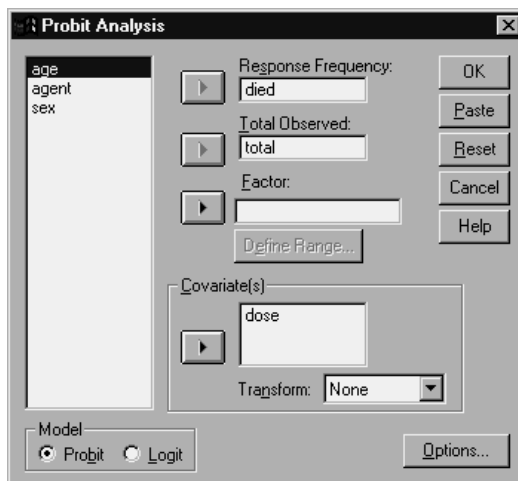 Probit Analysis
age
agent
sex
Response Frequency:
died
Total Observed:
total
Factor:
Define Range...
Covariate(s)
dose
Transform: None
Model
Probit Logit
OK
Paste
Reset
Cancel
Help
Options...